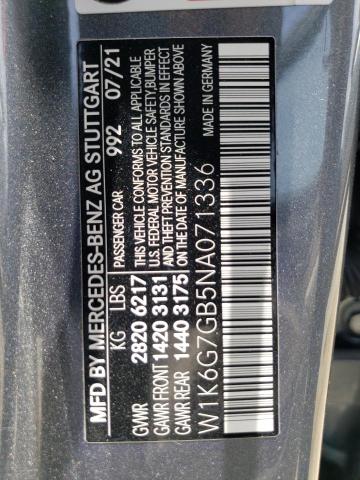 MFD BY MERCEDES-BENZ AG STUTTGART
KG LBS PASSENGER CAR 992 07/21
GVWR 2820 6217
GAWR FRONT 1420 3131
GAWR REAR 1440 3175
THIS VEHICLE CONFORMS TO ALL APPLICABLE
U.S. FEDERAL MOTOR VEHICLE SAFETY,BUMPER
AND THEFT PREVENTION STANDARDS IN EFFECT
ON THE DATE OF MANUFACTURE SHOWN ABOVE
W1K6G7GB5NA071336 MADE IN GERMANY